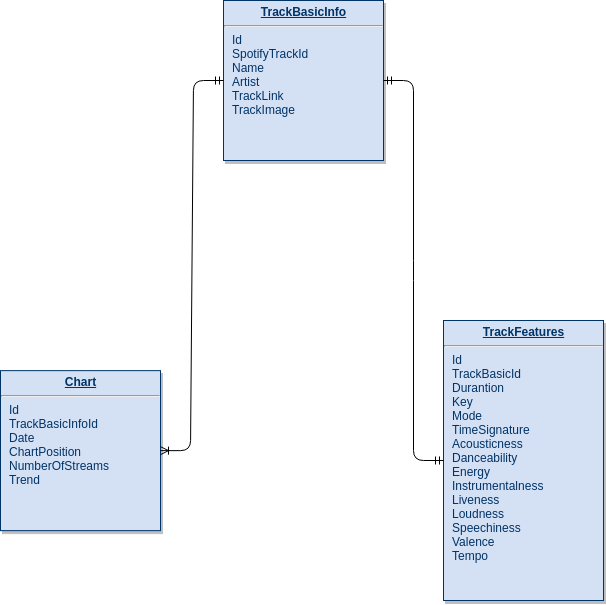 TrackBasicInfo
Id
SpotifyTrackId
Name
Artist
TrackLink
TrackImage
Chart
Id
TrackBasicInfoId
Date
ChartPosition
NumberOfStreams
Trend
TrackFeatures
Id
TrackBasicId
Durantion
Key
Mode
TimeSignature
Acousticness
Danceability
Energy
Instrumentalness
Liveness
Loudness
Speechiness
Valence
Tempo